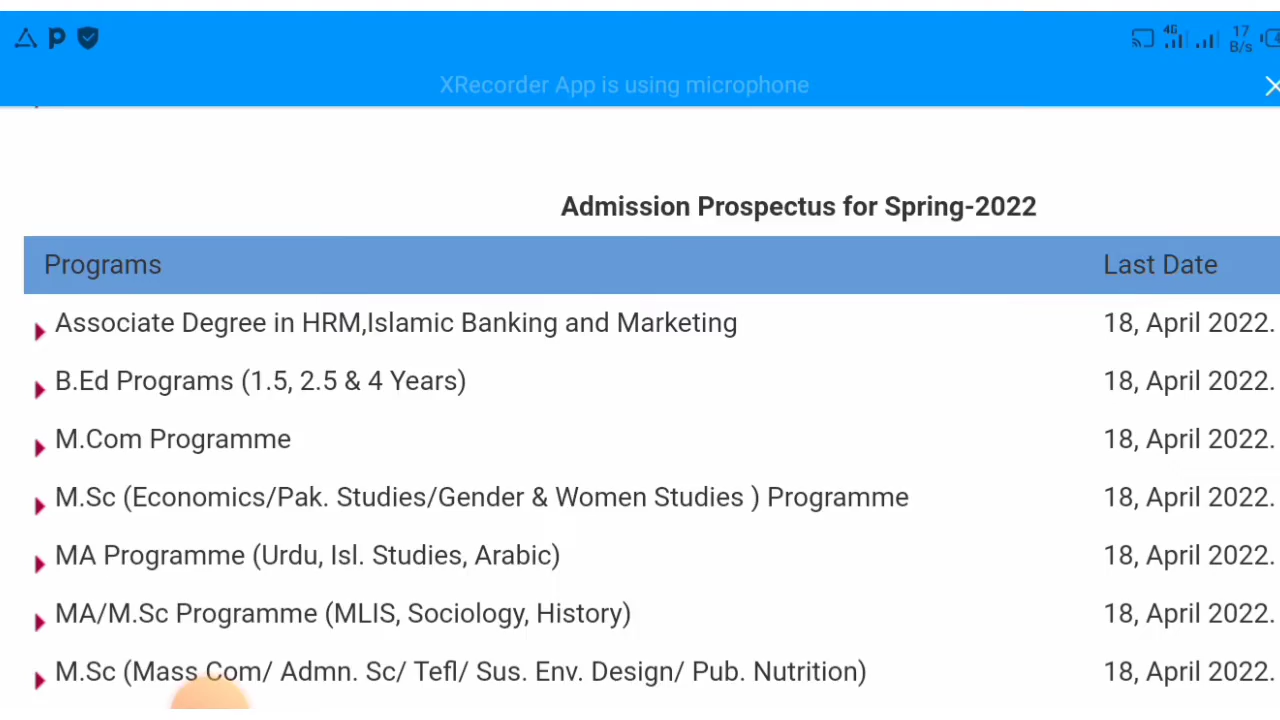 4G
17
B/s
XRecorder App is using microphone
Admission Prospectus for Spring-2022
Programs Last Date
Associate Degree in HRM,Islamic Banking and Marketing 18, April 2022.
B.Ed Programs (1.5, 2.5 & 4 Years) 18, April 2022.
M.Com Programme 18, April 2022.
M.Sc (Economics/Pak. Studies/Gender & Women Studies ) Programme 18, April 2022.
MA Programme (Urdu, Isl. Studies, Arabic) 18, April 2022.
MA/M.Sc Programme (MLIS, Sociology, History) 18, April 2022.
M.Sc (Mass Com/ Admn. Sc/ Tefl/ Sus. Env. Design/ Pub. Nutrition) 18, April 2022.